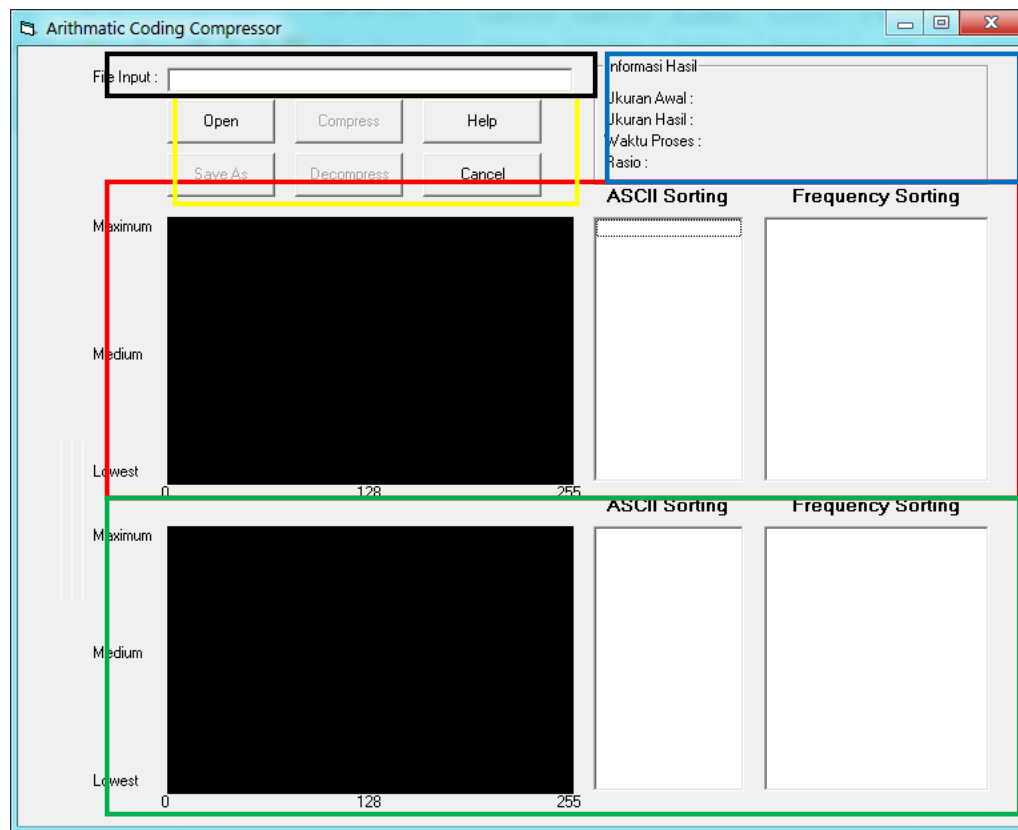 Arithmatic Coding Compressor
File Input :
Informasi Hasil
Open Compress Help
Ukuran Awal :
Ukuran Hasil :
Waktu Proses :
Rasio :
Save As Decompress Cancel
ASCII Sorting Frequency Sorting
Maximum
Medium
Lowest
0 128 255
ASCII Sorting Frequency Sorting
Maximum
Medium
Lowest
0 128 255